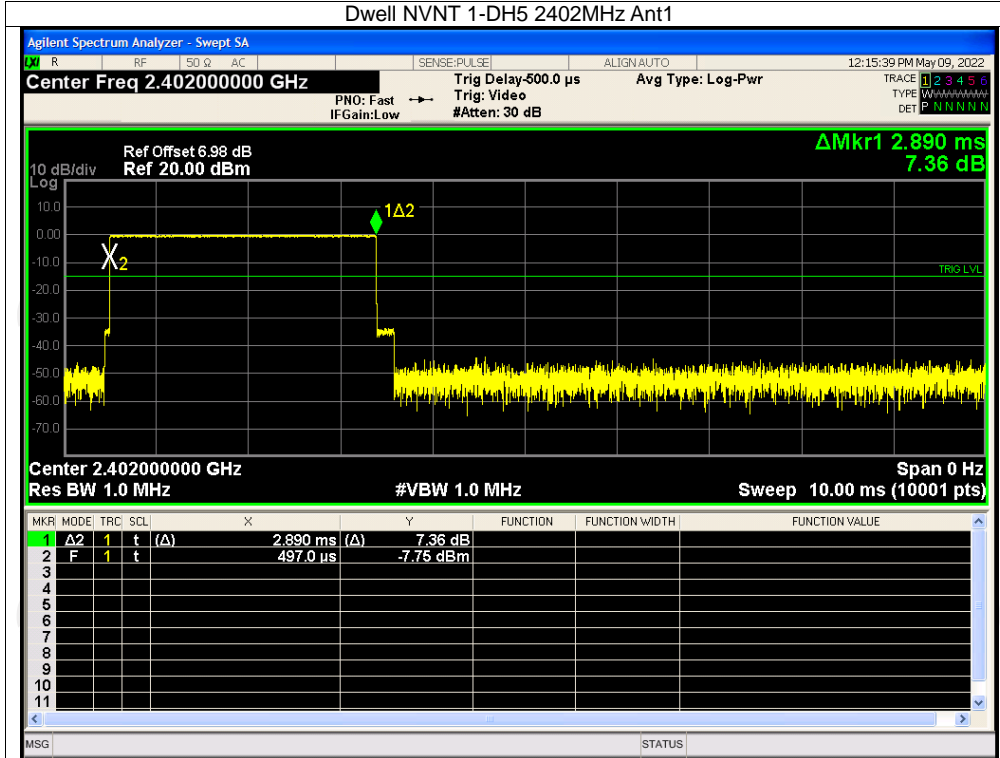 Dwell NVNT 1-DH5 2402MHz Ant1
Agilent Spectrum Analyzer - Swept SA
LXI R RF 50 Ω AC SENSE:PULSE ALIGNAUTO 12:15:39 PM May 09, 2022
Center Freq 2.402000000 GHz Trig Delay-500.0 µs Avg Type: Log-Pwr TRACE 1 2 3 4 5 6
PNO: Fast Trig: Video TYPE WWWWWW
IFGain:Low #Atten: 30 dB DET P N N N N N
ΔMkr1 2.890 ms
7.36 dB
Ref Offset 6.98 dB
10 dB/div Ref 20.00 dBm
Log
10.0
0.00
-10.0
-20.0
-30.0
-40.0
-50.0
-60.0
-70.0
1Δ2
X2
TRIG LVL
Center 2.402000000 GHz Span 0 Hz
Res BW 1.0 MHz #VBW 1.0 MHz Sweep 10.00 ms (10001 pts)
MKR MODE TRC SCL X Y FUNCTION FUNCTION WIDTH FUNCTION VALUE
1 Δ2 1 t (Δ) 2.890 ms (Δ) 7.36 dB
2 F 1 t 497.0 µs -7.75 dBm
3
4
5
6
7
8
9
10
11
MSG STATUS